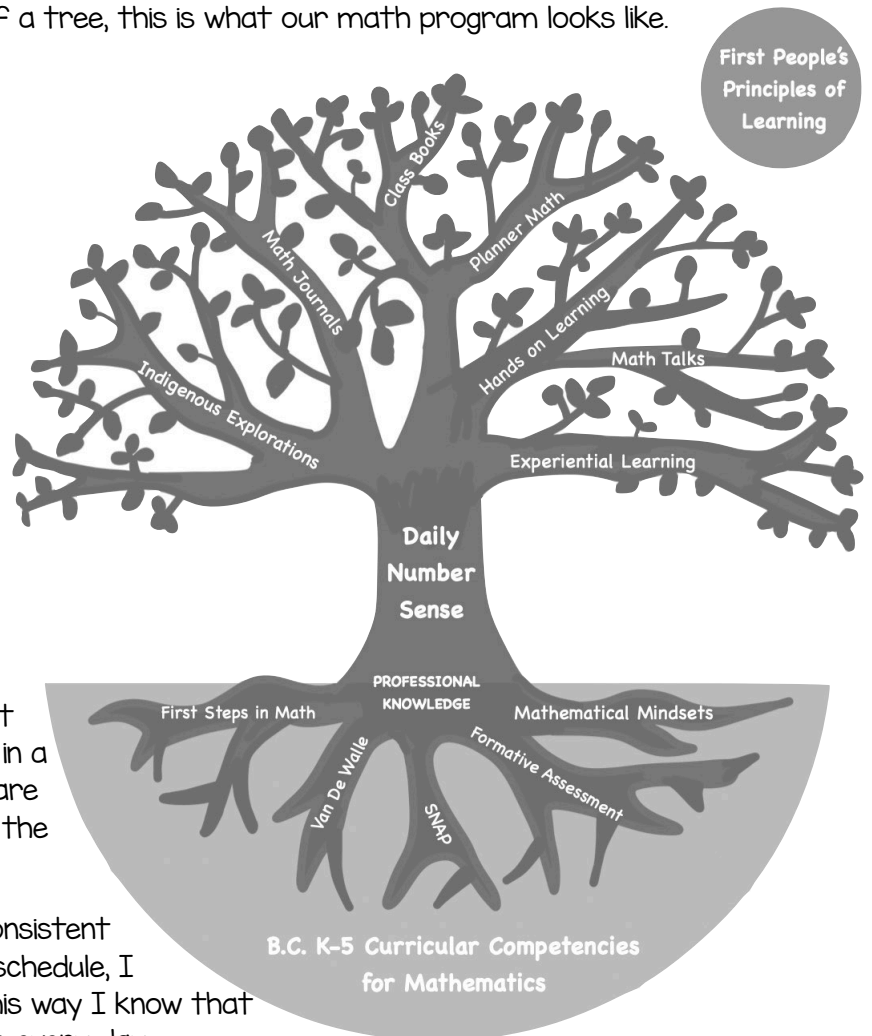 f a tree, this is what our math program looks like.
First People's
Principles of
Learning
Class Books
Planner Math
Math Journals
Hands on Learning
Math Talks
Indigenous Explorations
Experiential Learning
Daily
Number
Sense
PROFESSIONAL
KNOWLEDGE
First Steps in Math
Mathematical Mindsets
Van De Walle
SNAP
Formative Assessment
t
in a
are
the
onsistent
schedule, I
his way I know that
B.C. K-5 Curricular Competencies
for Mathematics